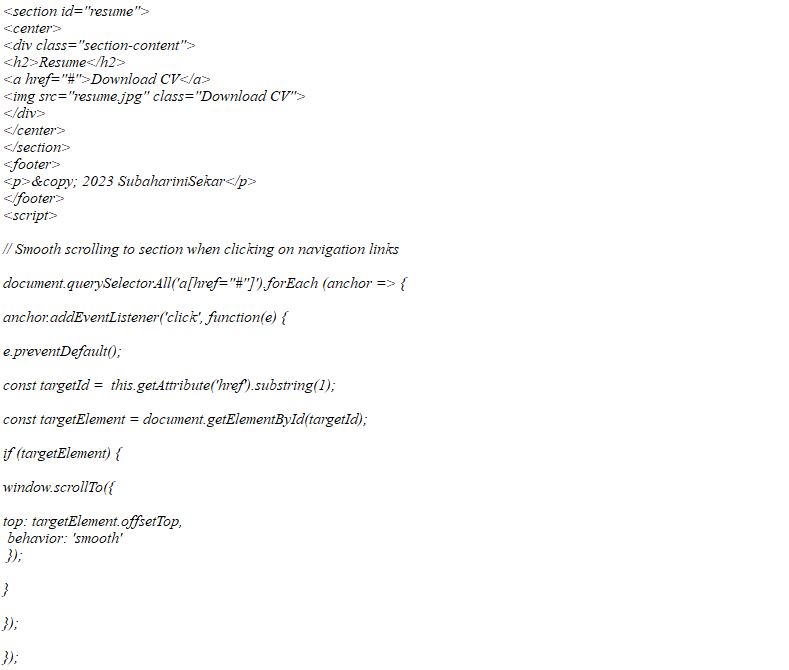 <section id="resume">
<center>
<div class="section-content">
<h2>Resume</h2>
<a href="#">Download CV</a>
<img src="resume.jpg" class="Download CV">
</div>
</center>
</section>
<footer>
<p>&copy; 2023 SubahariniSekar</p>
</footer>
<script>
// Smooth scrolling to section when clicking on navigation links
document.querySelectorAll('a[href="#"]').forEach (anchor => {
anchor.addEventListener('click', function(e) {
e.preventDefault();
const targetId =  this.getAttribute('href').substring(1);
const targetElement = document.getElementById(targetId);
if (targetElement) {
window.scrollTo({
top: targetElement.offsetTop,
behavior: 'smooth'
});
}
});
});